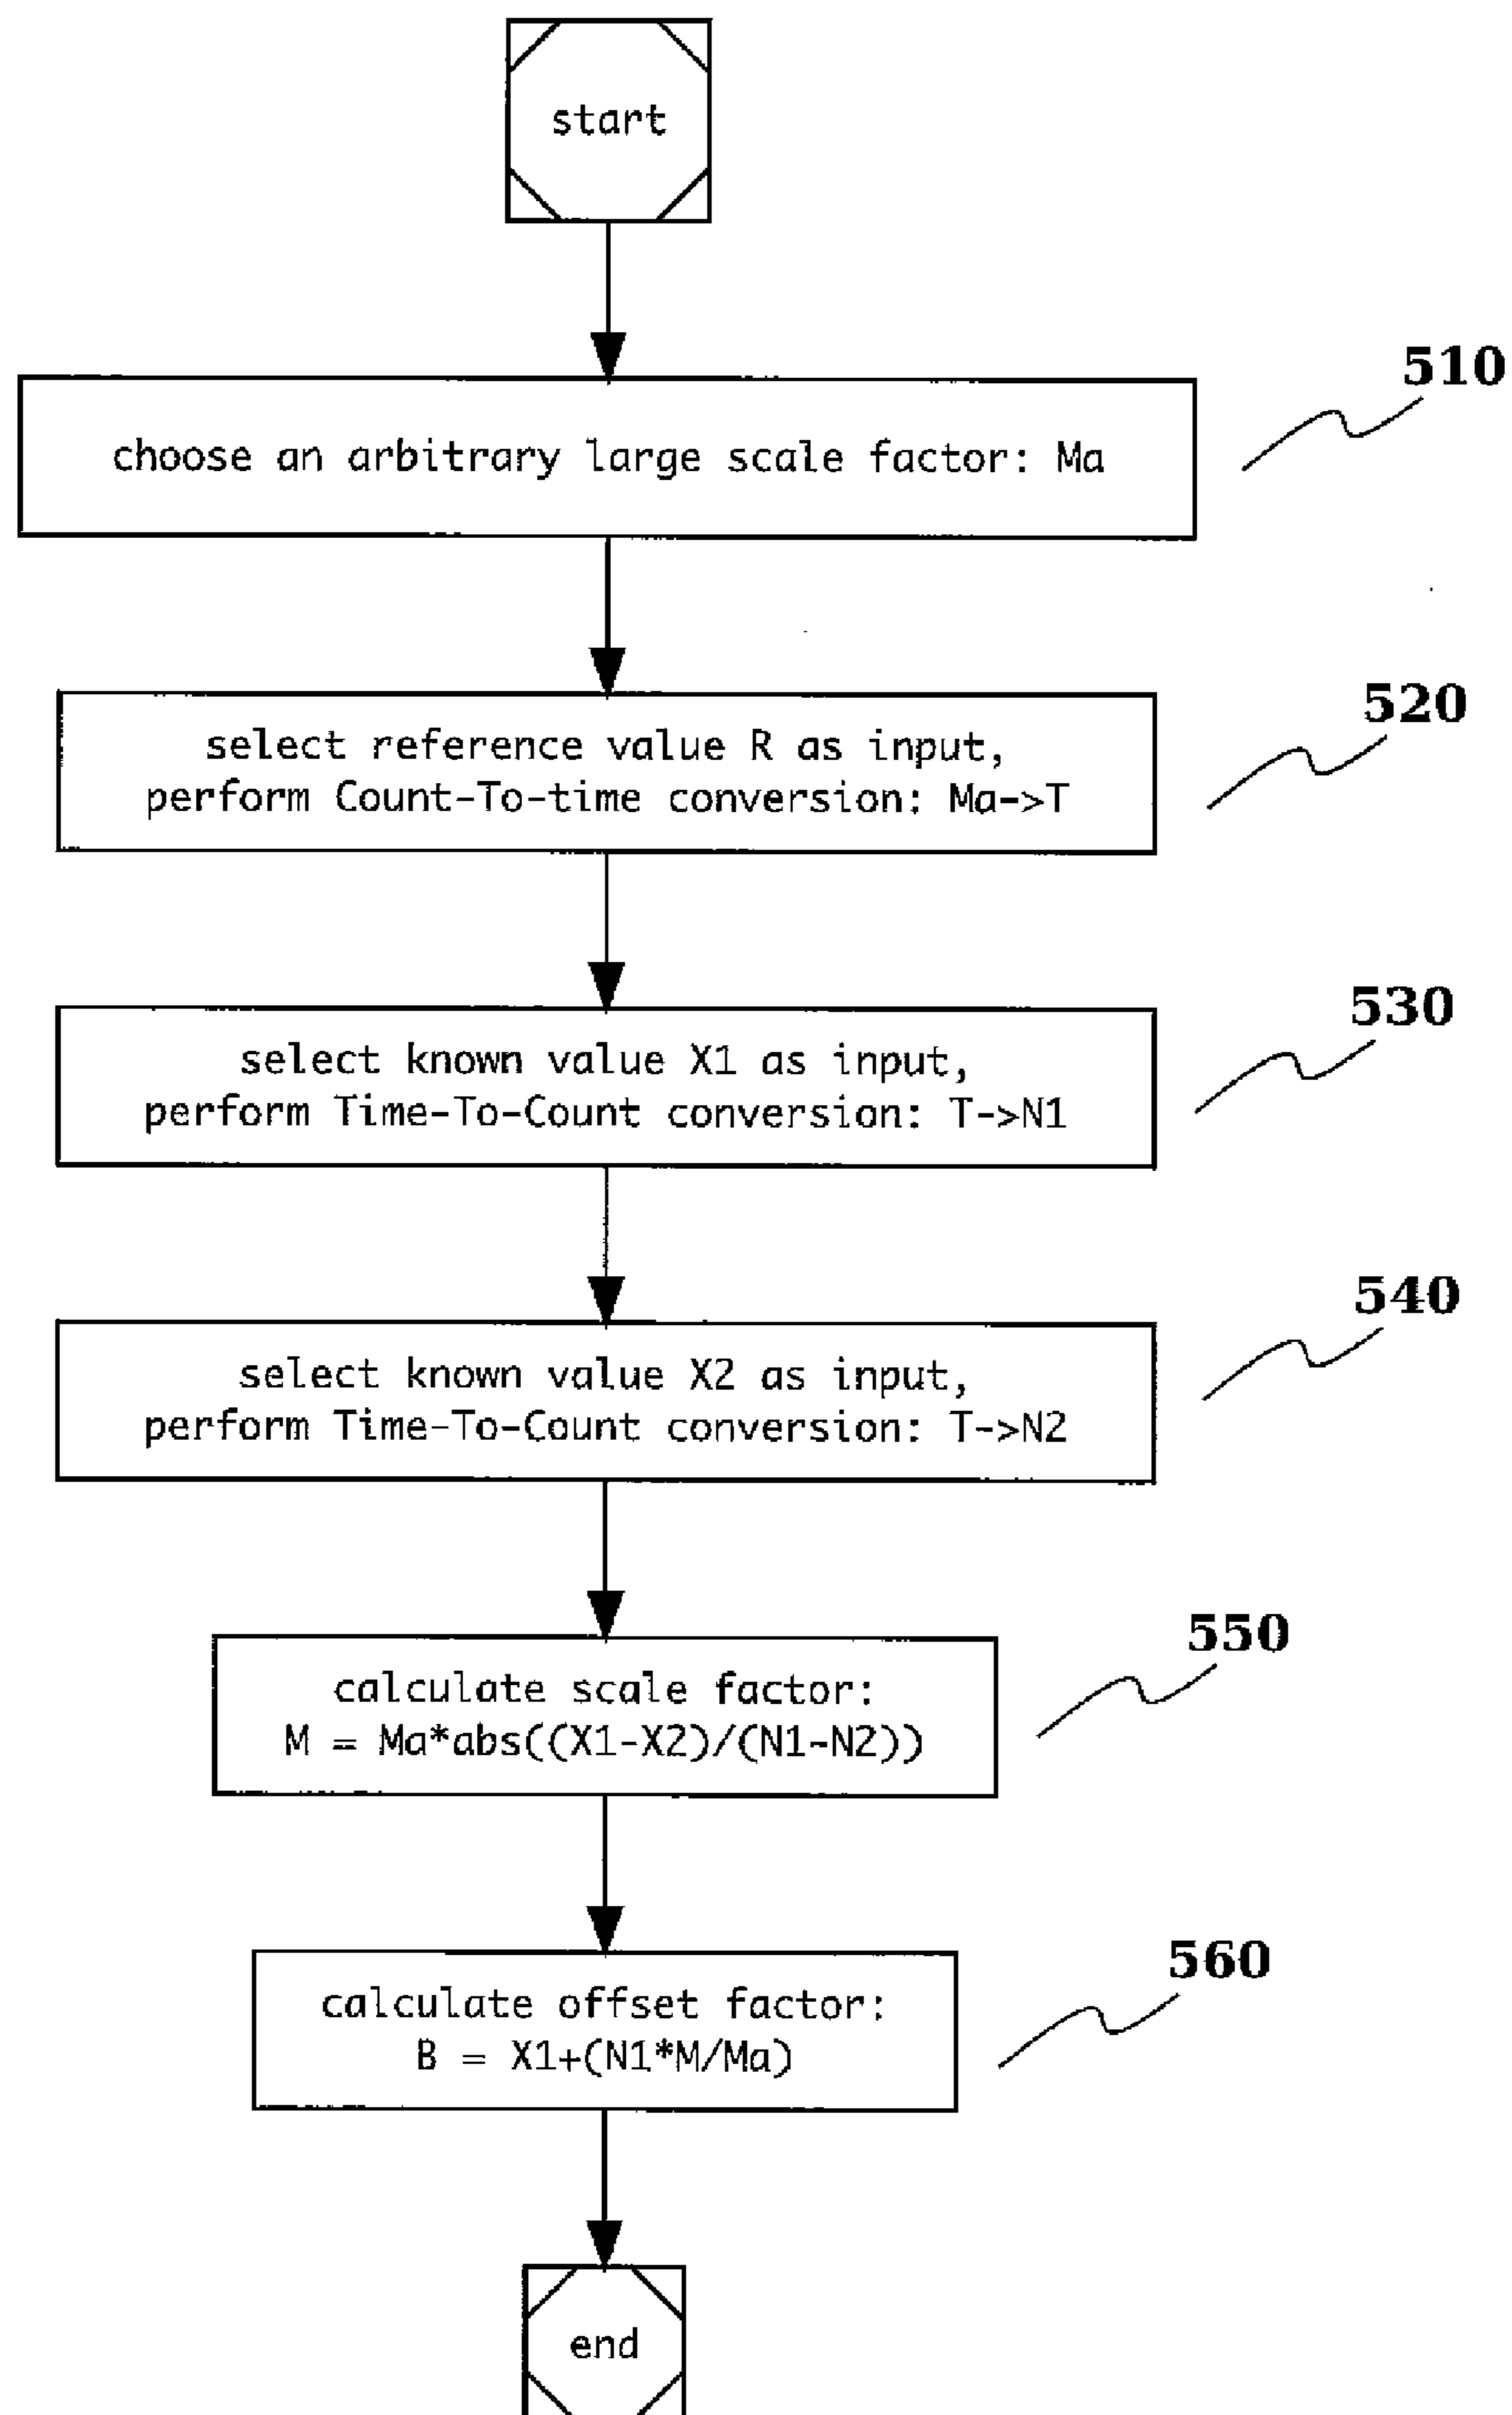 start
510
choose an arbitrary large scale factor: Ma
520
select reference value R as input,
perform Count-To-time conversion: Ma->T
530
select known value X1 as input,
perform Time-To-Count conversion: T->N1
540
select known value X2 as input,
perform Time-To-Count conversion: T->N2
550
calculate scale factor:
M = Ma*abs((X1-X2)/(N1-N2))
560
calculate offset factor:
B = X1+(N1*M/Ma)
end